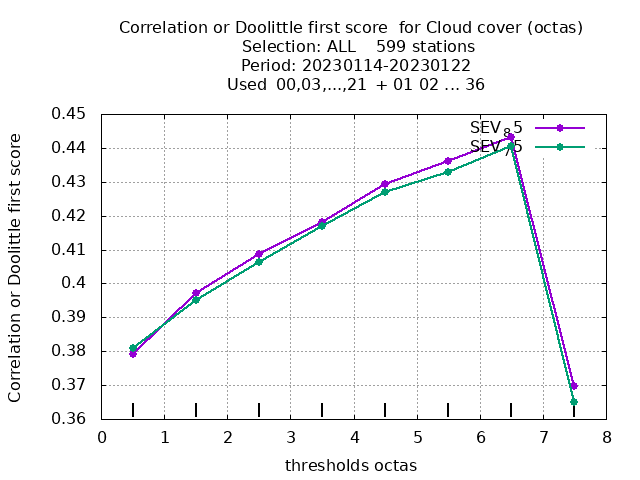 Correlation or Doolittle first score  for Cloud cover (octas)
Selection: ALL    599 stations
Period: 20230114-20230122
Used  00,03,...,21  + 01 02 ... 36
Correlation or Doolittle first score
0.45
0.44
0.43
0.42
0.41
0.4
0.39
0.38
0.37
0.36
SEV_8 5
SEV_7 5
0 1 2 3 4 5 6 7 8
thresholds octas